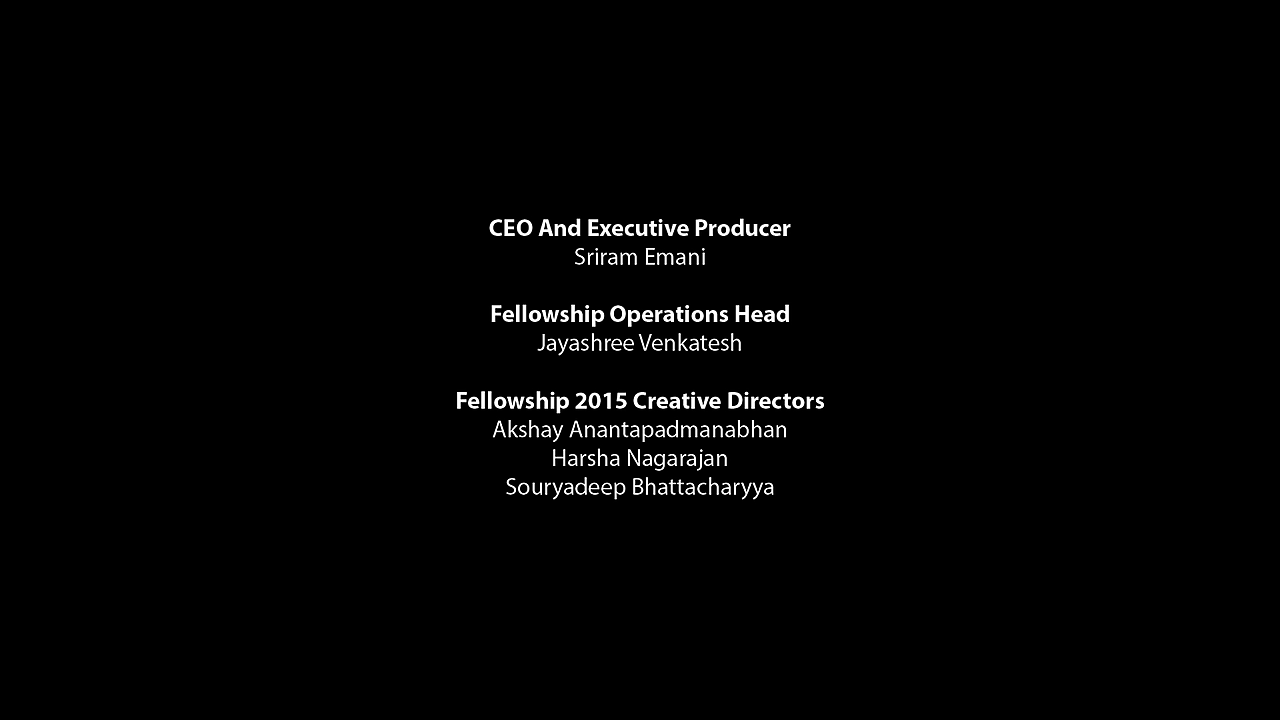 CEO And Executive Producer
Sriram Emani
Fellowship Operations Head
Jayashree Venkatesh
Fellowship 2015 Creative Directors
Akshay Anantapadmanabhan
Harsha Nagarajan
Souryadeep Bhattacharyya